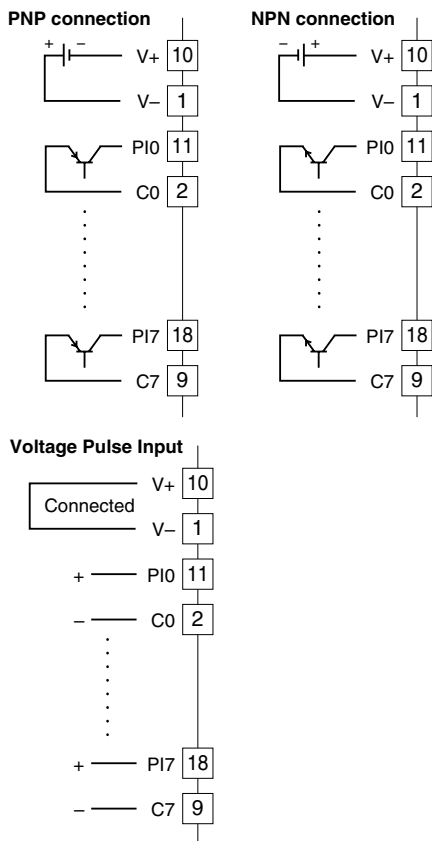 PNP connection
+ − V+ 10
V− 1
PI0 11
C0 2
PI7 18
C7 9
NPN connection
− + V+ 10
V− 1
PI0 11
C0 2
PI7 18
C7 9
Voltage Pulse Input
V+ 10
Connected
V− 1
+ PI0 11
− C0 2
+ PI7 18
− C7 9